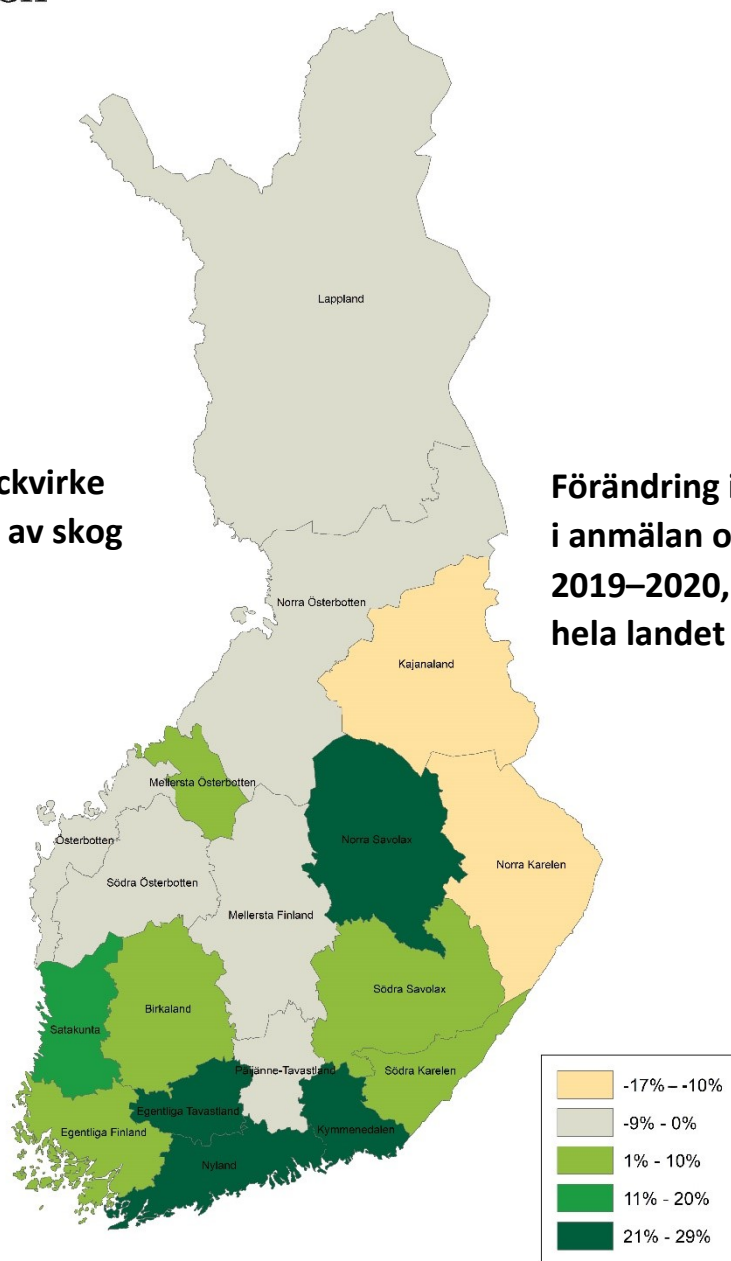 Lappland
av skog
Förändring
i anmälan
2019–2020,
hela landet
Norra Österbotten
Kajanaland
Mellersta Österbotten
Österbotten
Norra Savolax
Norra Karelen
Södra Österbotten
Mellersta Finland
Södra Savolax
Birkaland
Satakunta
Päijänne-Tavastland
Södra Karelen
Egentliga Tavastland
Egentliga Finland
Kymmenedalen
Nyland
-17% – -10%
-9% - 0%
1% - 10%
11% - 20%
21% - 29%